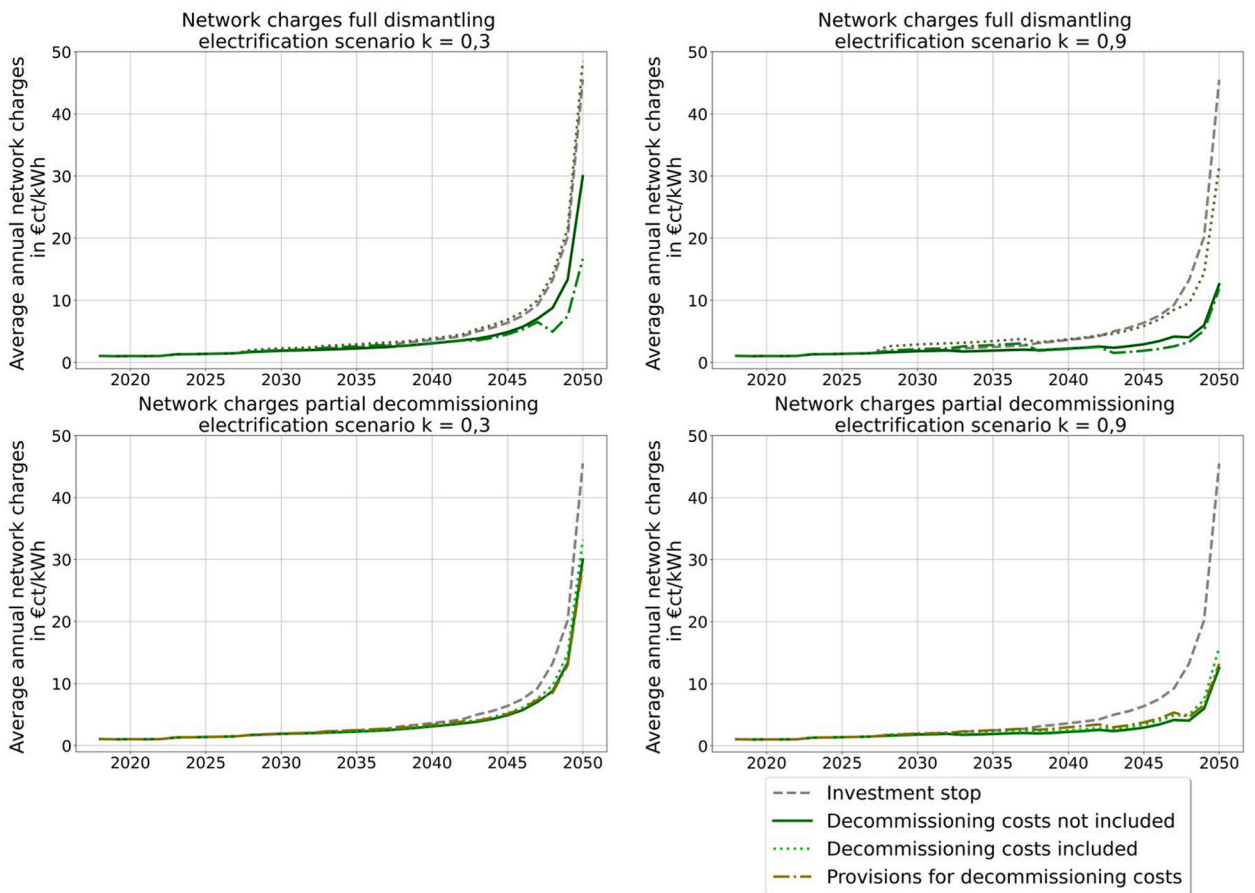 Network charges full dismantling
electrification scenario k = 0,3
Average annual network charges
in €ct/kWh
50
40
30
20
10
0
2020 2025 2030 2035 2040 2045 2050
Network charges full dismantling
electrification scenario k = 0,9
Average annual network charges
in €ct/kWh
50
40
30
20
10
0
2020 2025 2030 2035 2040 2045 2050
Network charges partial decommissioning
electrification scenario k = 0,3
Average annual network charges
in €ct/kWh
50
40
30
20
10
0
2020 2025 2030 2035 2040 2045 2050
Network charges partial decommissioning
electrification scenario k = 0,9
Average annual network charges
in €ct/kWh
50
40
30
20
10
0
2020 2025 2030 2035 2040 2045 2050
Investment stop
Decommissioning costs not included
Decommissioning costs included
Provisions for decommissioning costs